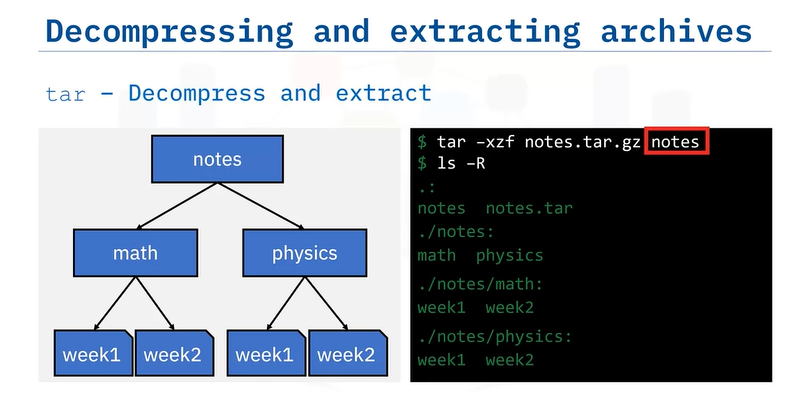 Decompressing and extracting archives
tar – Decompress and extract
notes
math
physics
week1
week2
week1
week2
$ tar –xzf notes.tar.gz notes
$ ls –R
.:
notes  notes.tar
./notes:
math  physics
./notes/math:
week1  week2
./notes/physics:
week1  week2